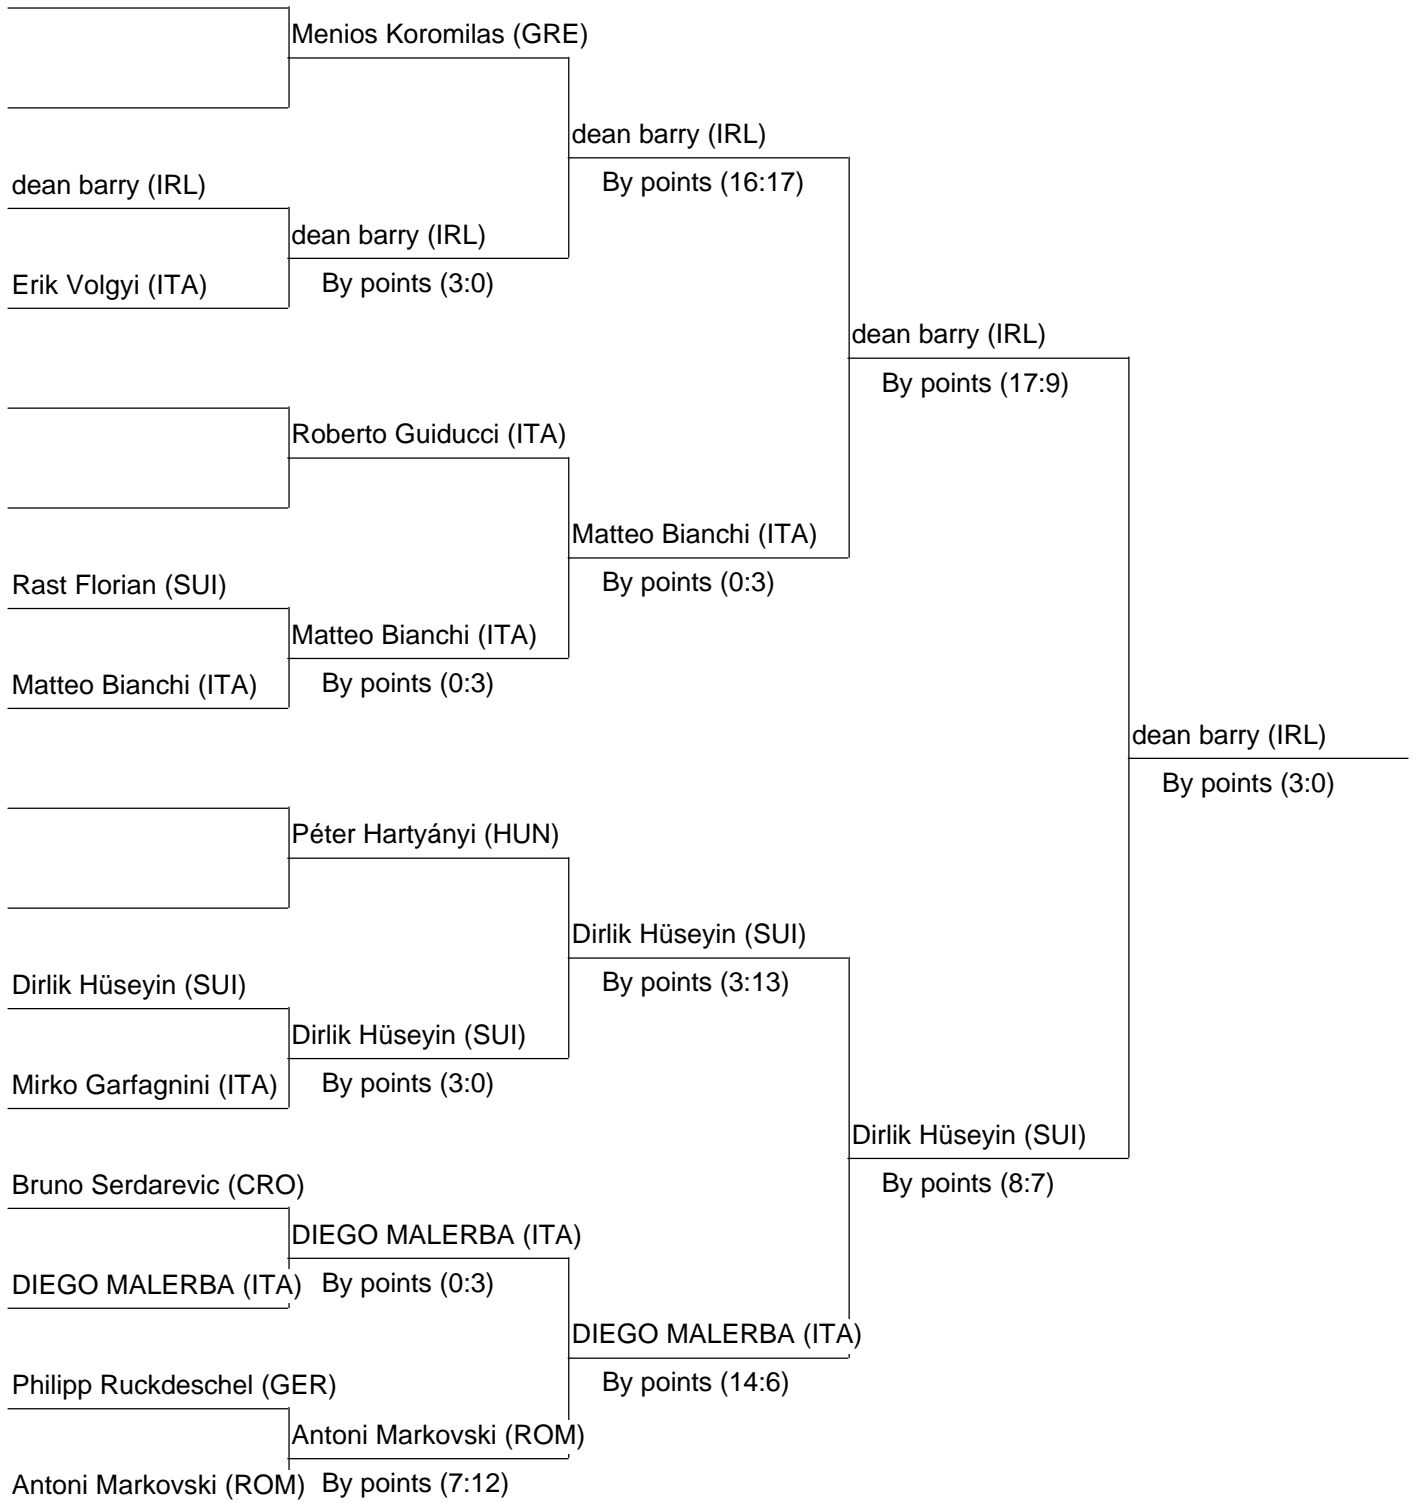 Menios Koromilas (GRE)
dean barry (IRL)
By points (16:17)
dean barry (IRL)
dean barry (IRL)
Erik Volgyi (ITA)
By points (3:0)
dean barry (IRL)
By points (17:9)
Roberto Guiducci (ITA)
Matteo Bianchi (ITA)
Rast Florian (SUI)
By points (0:3)
Matteo Bianchi (ITA)
Matteo Bianchi (ITA)
By points (0:3)
dean barry (IRL)
By points (3:0)
Péter Hartyányi (HUN)
Dirlik Hüseyin (SUI)
Dirlik Hüseyin (SUI)
By points (3:13)
Dirlik Hüseyin (SUI)
Mirko Garfagnini (ITA)
By points (3:0)
Dirlik Hüseyin (SUI)
Bruno Serdarevic (CRO)
By points (8:7)
DIEGO MALERBA (ITA)
DIEGO MALERBA (ITA)
By points (0:3)
DIEGO MALERBA (ITA)
Philipp Ruckdeschel (GER)
By points (14:6)
Antoni Markovski (ROM)
Antoni Markovski (ROM)
By points (7:12)